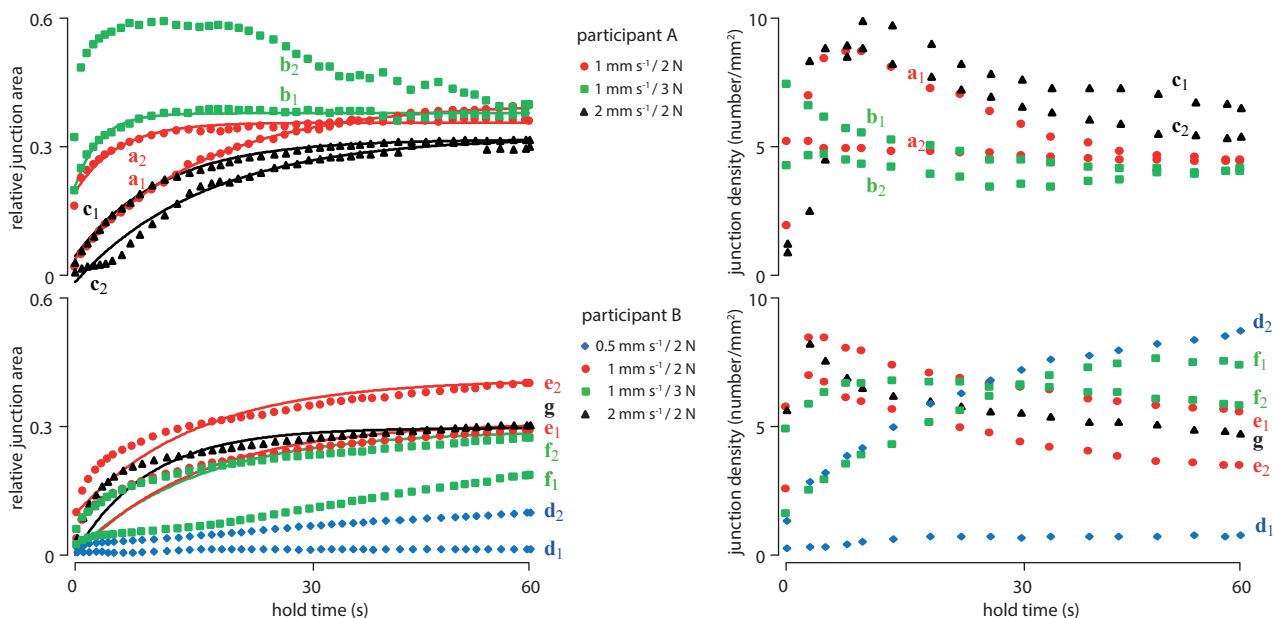 relative junction area
0.6
0.3
0
b₂
b₁
a₂
a₁
c₁
c₂
participant A
1 mm s⁻¹ / 2 N
1 mm s⁻¹ / 3 N
2 mm s⁻¹ / 2 N
junction density (number/mm²)
10
5
0
a₁
b₁
a₂
b₂
c₁
c₂
relative junction area
0.6
0.3
0
0
30
60
hold time (s)
e₂
g
e₁
f₂
f₁
d₂
d₁
participant B
0.5 mm s⁻¹ / 2 N
1 mm s⁻¹ / 2 N
1 mm s⁻¹ / 3 N
2 mm s⁻¹ / 2 N
junction density (number/mm²)
10
5
0
0
30
60
hold time (s)
d₂
f₁
f₂
e₁
g
e₂
d₁